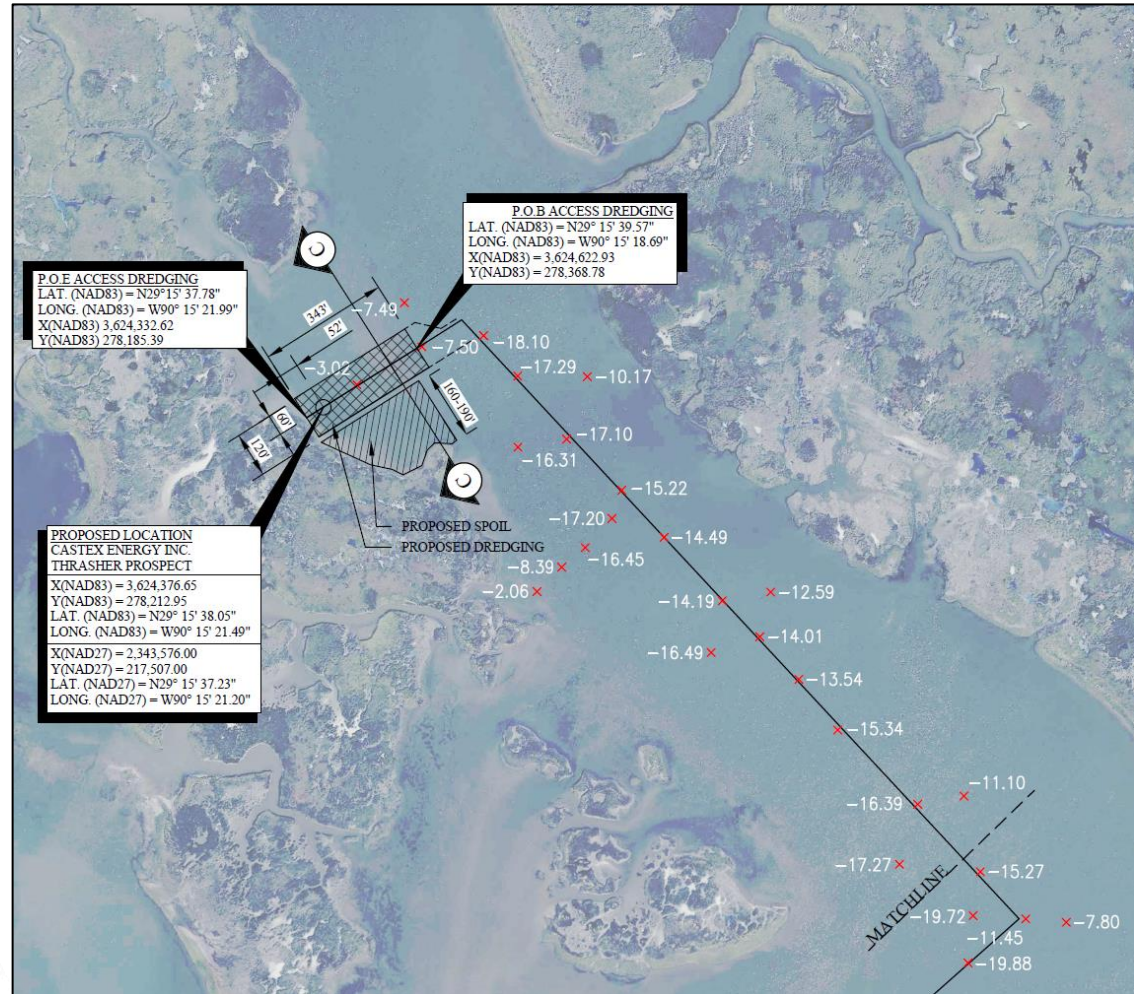 P.O.B ACCESS DREDGING
LAT. (NAD83) = N29° 15' 39.57"
LONG. (NAD83) = W90° 15' 18.69"
X(NAD83) = 3,624,622.93
Y(NAD83) = 278,368.78
C
P.O.E ACCESS DREDGING
LAT. (NAD83) = N29°15' 37.78"
LONG. (NAD83) = W90° 15' 21.99"
X(NAD83) 3,624,332.62
Y(NAD83) 278,185.39
343'
52'
-7.49
-7.50
-18.10
-3.02
-17.29
-10.17
60'
120'
160-190'
-17.10
-16.31
C
-15.22
PROPOSED SPOIL
PROPOSED DREDGING
-17.20
-14.49
-16.45
-8.39
-2.06
-12.59
-14.19
-14.01
-16.49
-13.54
-15.34
PROPOSED LOCATION
CASTEX ENERGY INC.
THRASHER PROSPECT
X(NAD83) = 3,624,376.65
Y(NAD83) = 278,212.95
LAT. (NAD83) = N29° 15' 38.05"
LONG. (NAD83) = W90° 15' 21.49"
X(NAD27) = 2,343,576.00
Y(NAD27) = 217,507.00
LAT. (NAD27) = N29° 15' 37.23"
LONG. (NAD27) = W90° 15' 21.20"
-11.10
-16.39
-17.27
-15.27
MATCHLINE
-19.72
-7.80
-11.45
-19.88